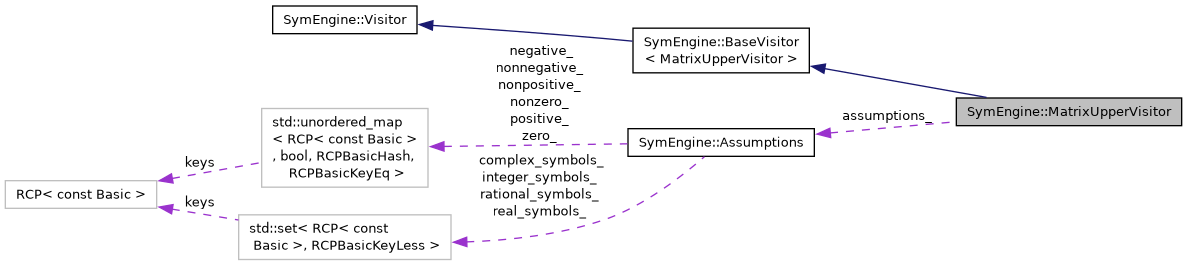 SymEngine::Visitor
SymEngine::BaseVisitor
< MatrixUpperVisitor >
SymEngine::MatrixUpperVisitor
assumptions_
SymEngine::Assumptions
negative_
nonnegative_
nonpositive_
nonzero_
positive_
zero_
std::unordered_map
< RCP< const Basic >
, bool, RCPBasicHash,
RCPBasicKeyEq >
complex_symbols_
integer_symbols_
rational_symbols_
real_symbols_
keys
RCP< const Basic >
keys
std::set< RCP< const
Basic >, RCPBasicKeyLess >